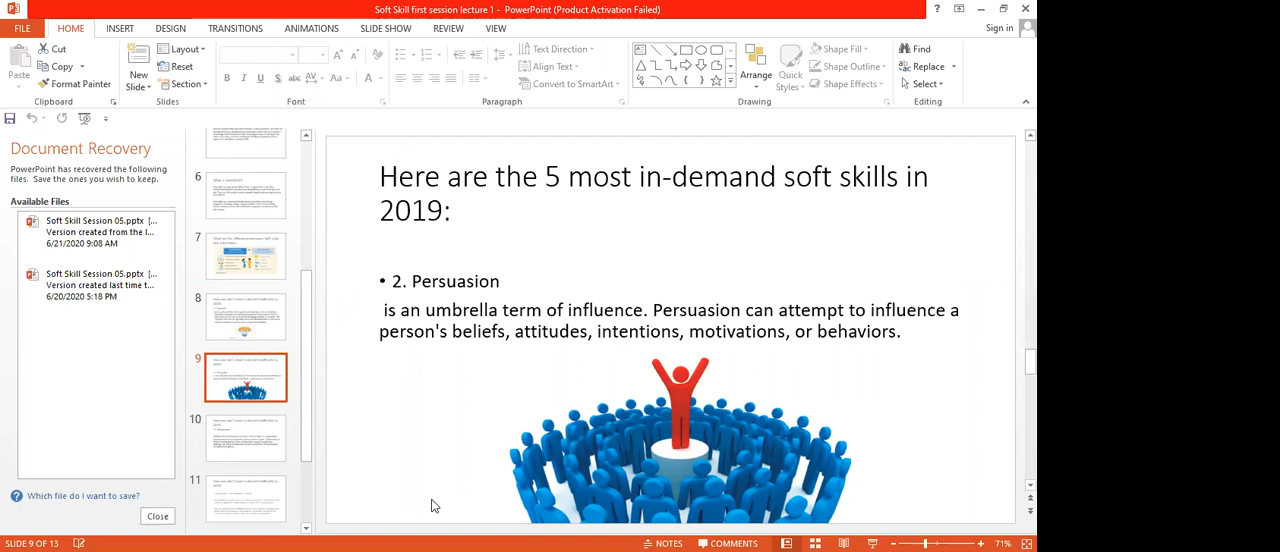 Soft Skill first session lecture 1 - PowerPoint (Product Activation Failed)
FILE HOME INSERT DESIGN TRANSITIONS ANIMATIONS SLIDE SHOW REVIEW VIEW Sign in
Paste
Cut
Copy
Format Painter
Clipboard
New Slide
Layout
Reset
Section
Slides
Font
Text Direction
Align Text
Convert to SmartArt
Paragraph
Arrange
Quick Styles
Shape Fill
Shape Outline
Shape Effects
Drawing
Find
Replace
Select
Editing
Document Recovery
PowerPoint has recovered the following
files. Save the ones you wish to keep.
Available Files
Soft Skill Session 05.pptx [...
Version created from the l...
6/21/2020 9:08 AM
Soft Skill Session 05.pptx [...
Version created last time t...
6/20/2020 5:18 PM
Which file do I want to save?
Close
6
7
8
9
10
11
Here are the 5 most in-demand soft skills in
2019:
• 2. Persuasion
is an umbrella term of influence. Persuasion can attempt to influence a
person's beliefs, attitudes, intentions, motivations, or behaviors.
SLIDE 9 OF 13 NOTES COMMENTS 71%